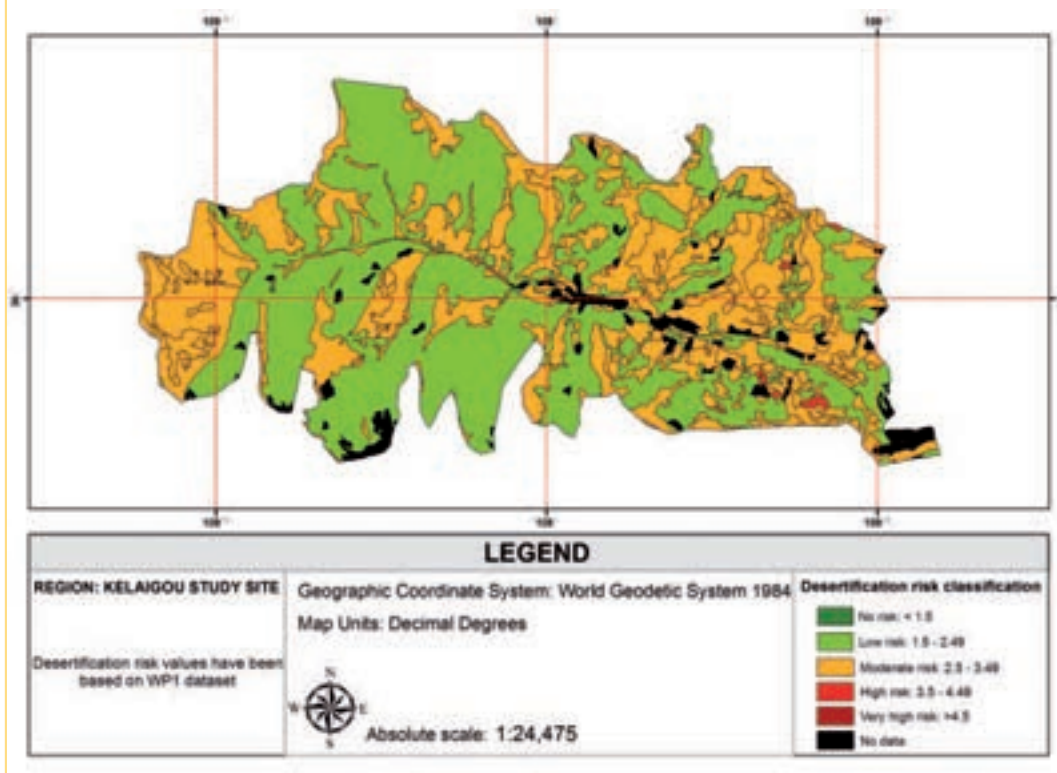 LEGEND
REGION: KELAIGOU STUDY SITE
Desertification risk values have been
based on WP1 dataset
Geographic Coordinate System: World Geodetic System 1984
Map Units: Decimal Degrees
N
W E
S
Absolute scale: 1:24,475
Desertification risk classification
No risk: < 1.5
Low risk: 1.5 - 2.49
Moderate risk: 2.5 - 3.49
High risk: 3.5 - 4.49
Very high risk: >4.5
No data